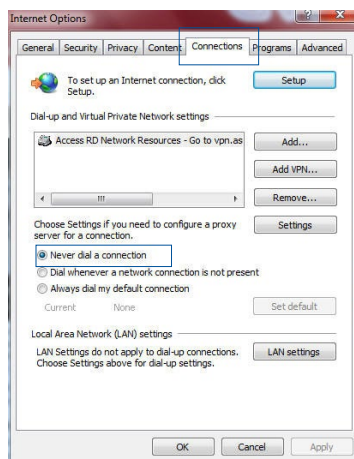 Internet Options
General Security Privacy Content Connections Programs Advanced
To set up an Internet connection, click
Setup.
Setup
Dial-up and Virtual Private Network settings
Access RD Network Resources - Go to vpn.as
Add...
Add VPN...
Remove...
Choose Settings if you need to configure a proxy
server for a connection.
Settings
Never dial a connection
Dial whenever a network connection is not present
Always dial my default connection
Current None
Set default
Local Area Network (LAN) settings
LAN Settings do not apply to dial-up connections.
Choose Settings above for dial-up settings.
LAN settings
OK Cancel Apply